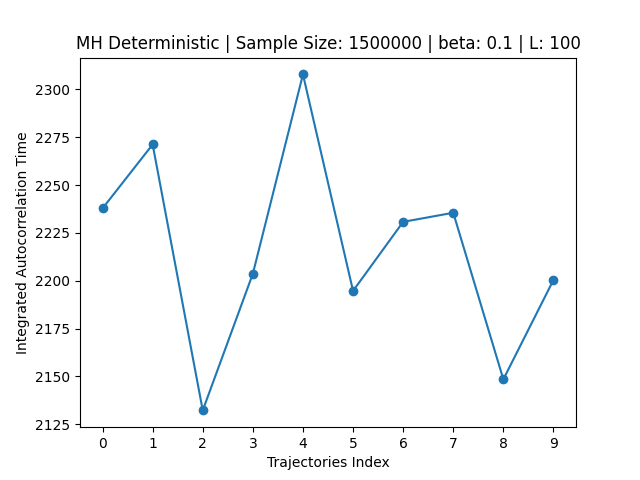 MH Deterministic | Sample Size: 1500000 | beta: 0.1 | L: 100
Integrated Autocorrelation Time
2300
2275
2250
2225
2200
2175
2150
2125
0 1 2 3 4 5 6 7 8 9
Trajectories Index